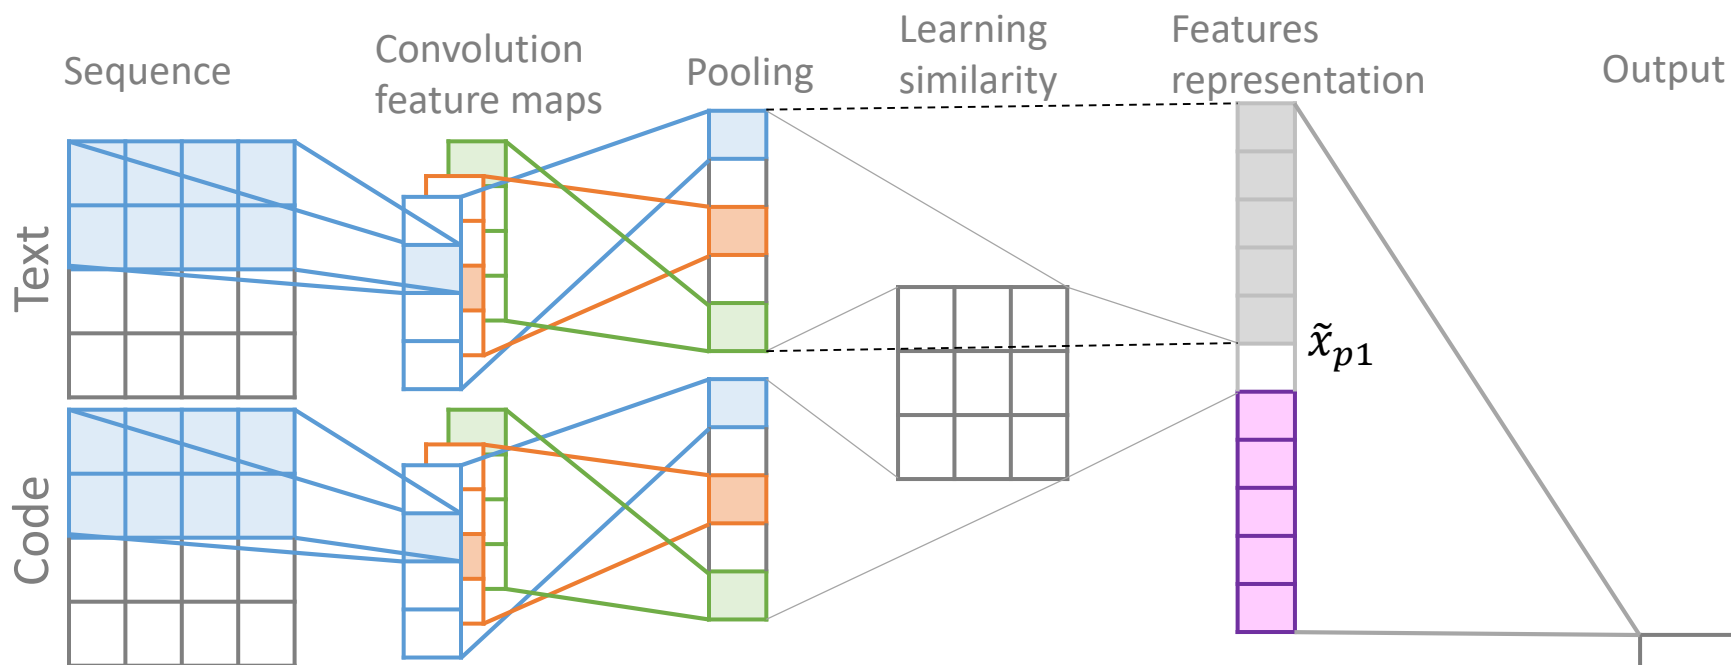 Sequence
Convolution
feature maps
Pooling
Learning
similarity
Features
representation
Output
Text
x̃p1
Code